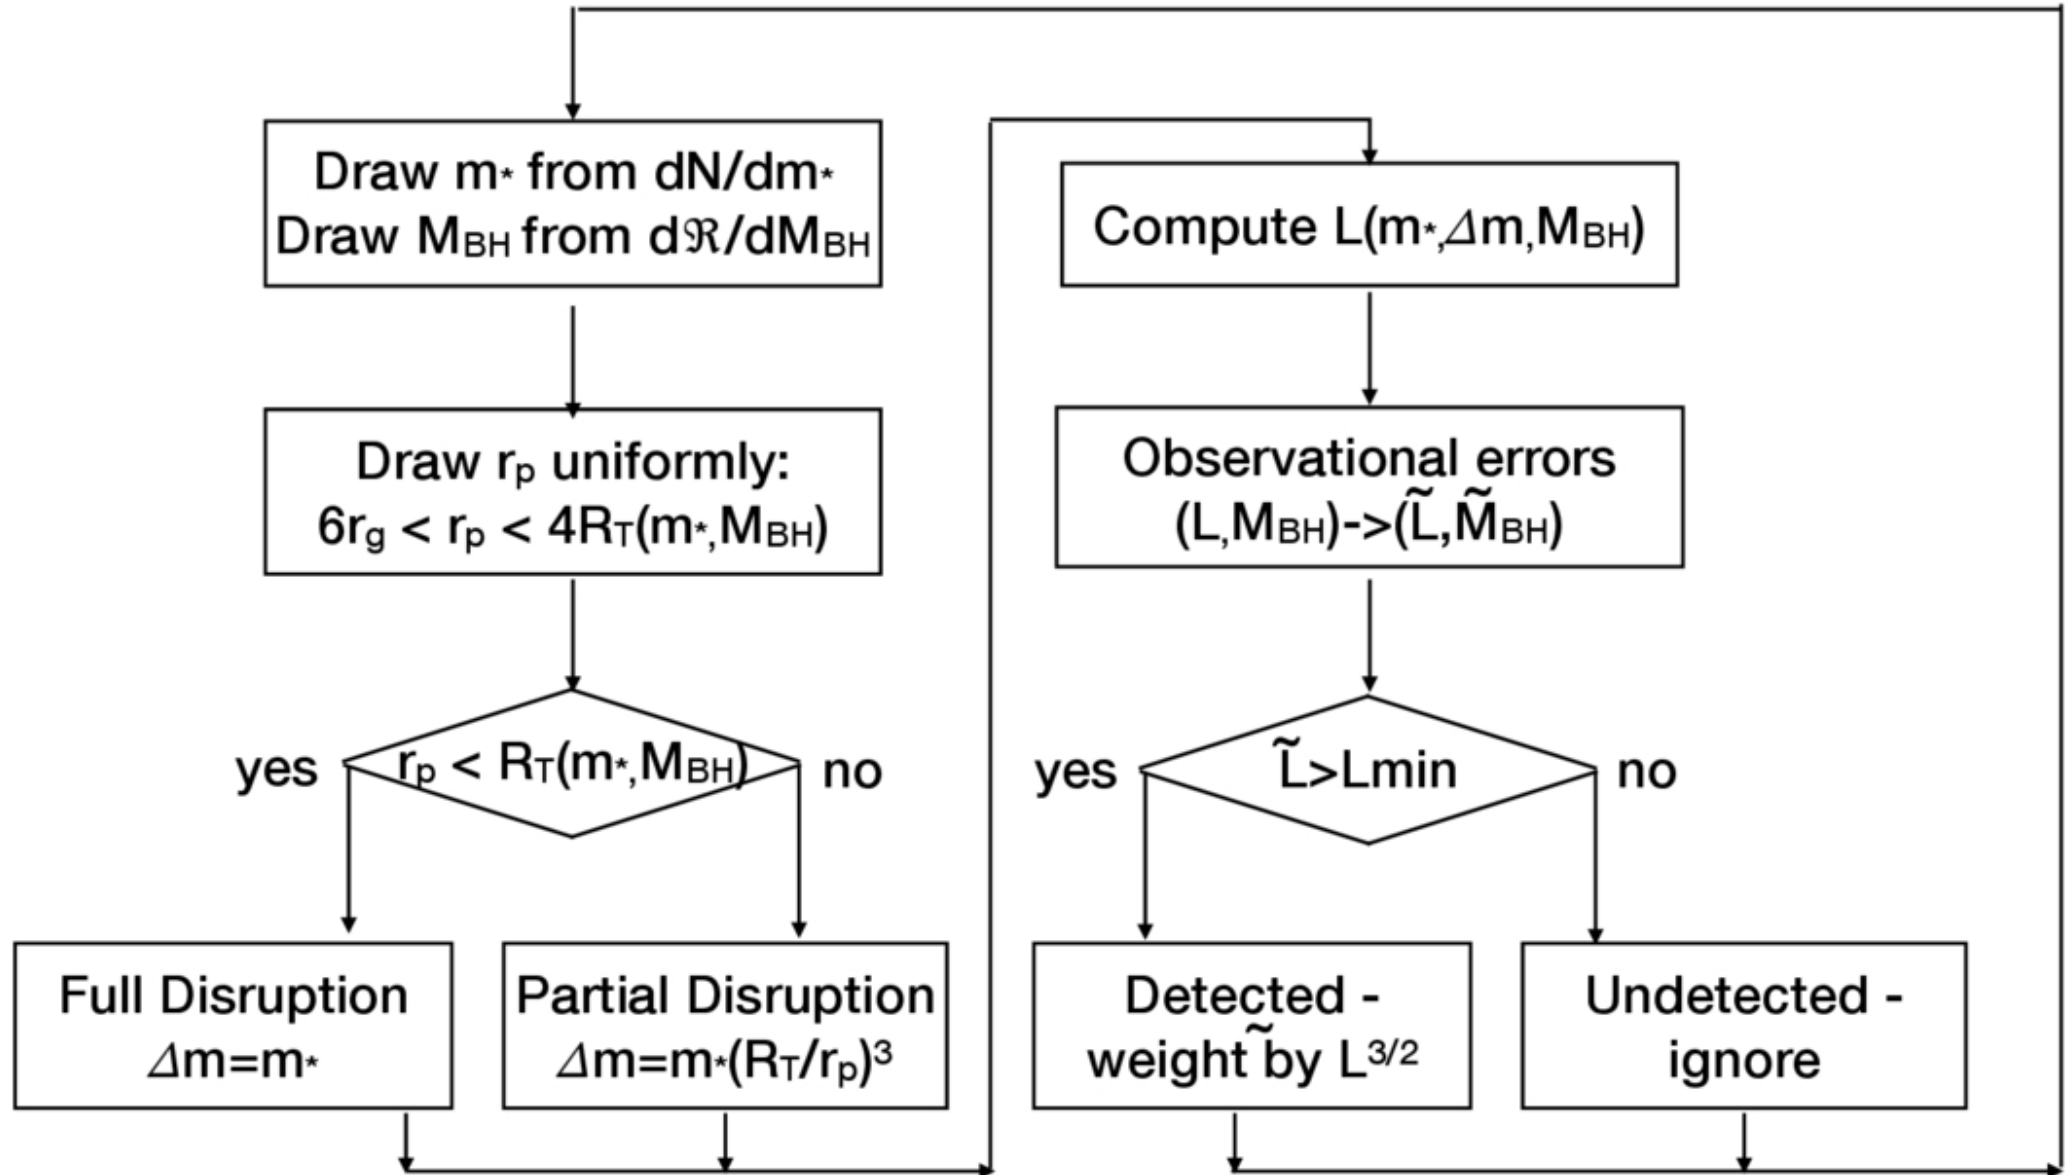 Draw m* from dN/dm*
Draw MBH from dℜ/dMBH
Draw rp uniformly:
6rg < rp < 4RT(m*,MBH)
yes
rp < RT(m*,MBH)
no
Full Disruption
Δm=m*
Partial Disruption
Δm=m*(RT/rp)³
Compute L(m*,Δm,MBH)
Observational errors
(L,MBH)->(L̃,M̃BH)
yes
L̃>Lmin
no
Detected -
weight by L̃³/²
Undetected -
ignore